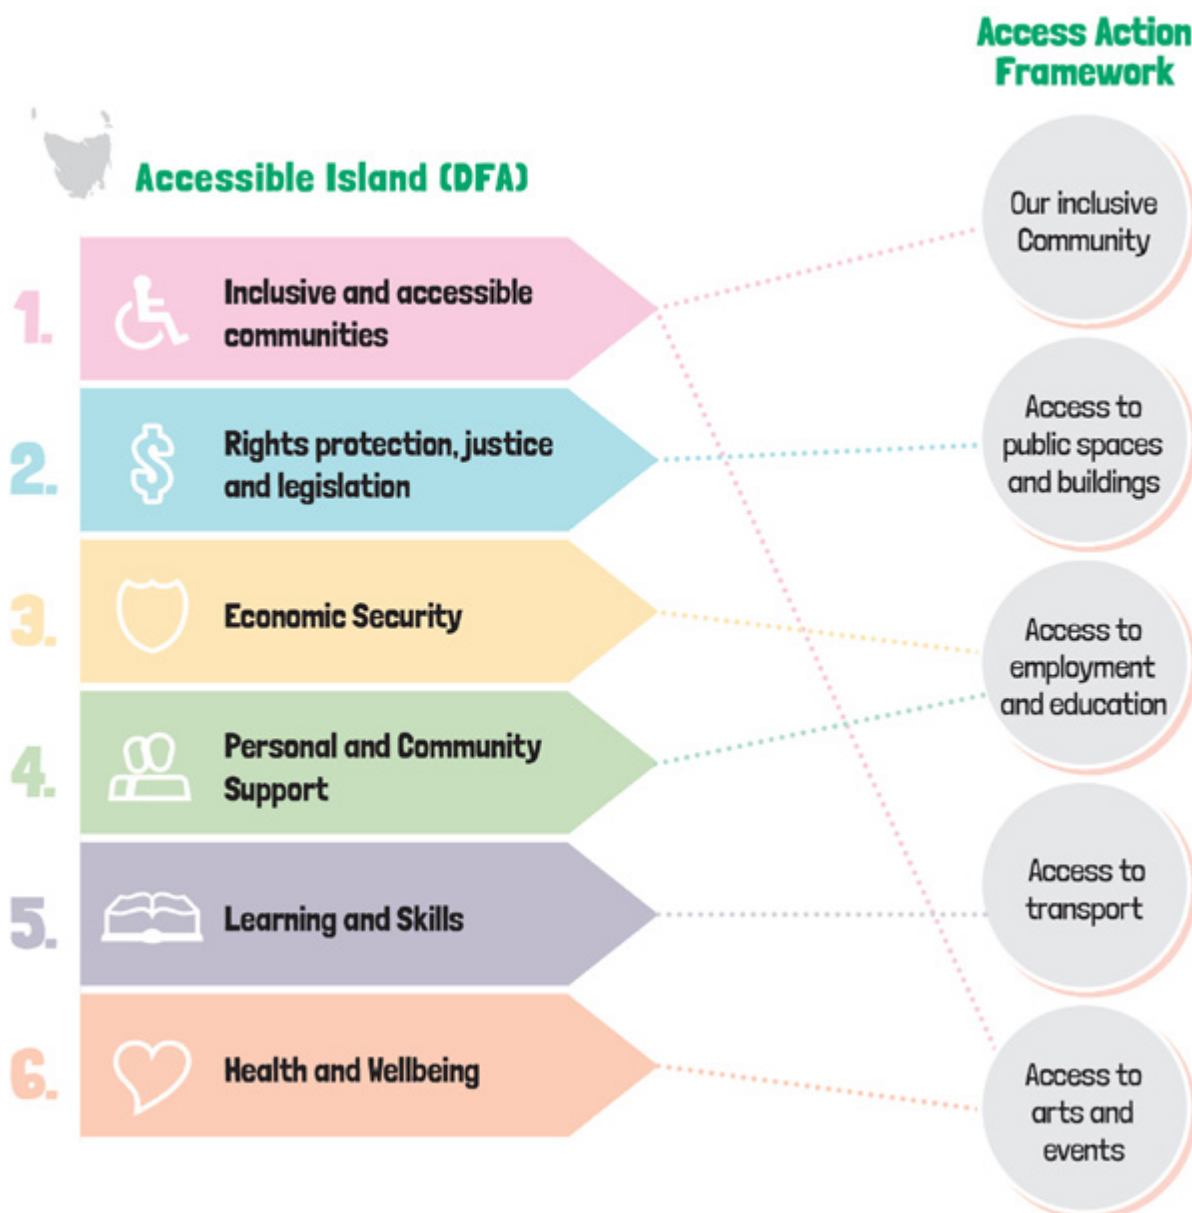 Access Action
Framework
Accessible Island (DFA)
1.
Inclusive and accessible
communities
2.
Rights protection, justice
and legislation
3.
Economic Security
4.
Personal and Community
Support
5.
Learning and Skills
6.
Health and Wellbeing
Our inclusive
Community
Access to
public spaces
and buildings
Access to
employment
and education
Access to
transport
Access to
arts and
events